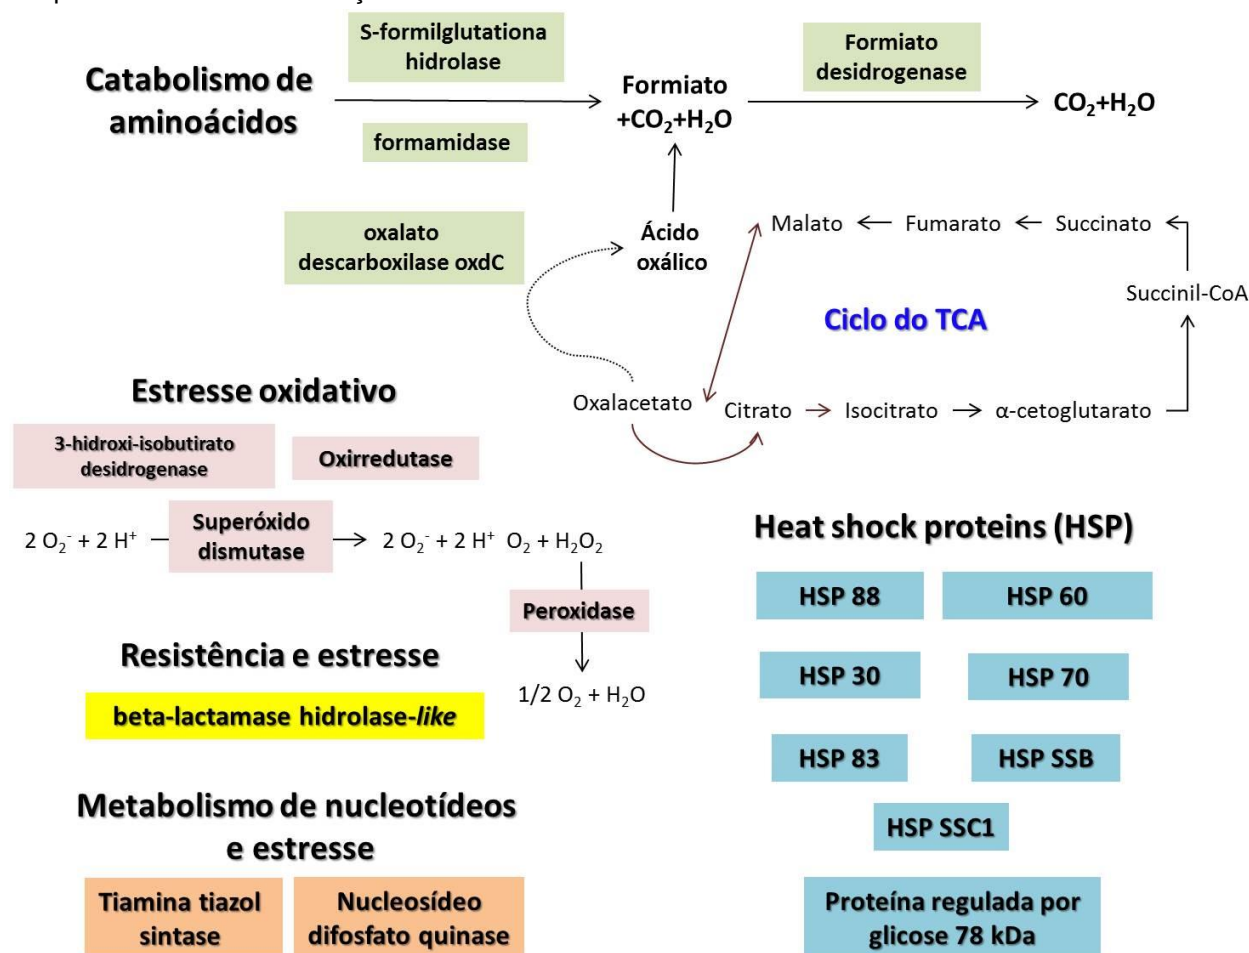 S-formilglutationa
hidrolase
Formiato
desidrogenase
Catabolismo de
aminoácidos
Formiato
+CO₂+H₂O
CO₂+H₂O
formamidase
oxalato
descarboxilase oxdC
Ácido
oxálico
Malato
Fumarato
Succinato
Succinil-CoA
Ciclo do TCA
Oxalacetato
Citrato
Isocitrato
α-cetoglutarato
Estresse oxidativo
3-hidroxi-isobutirato
desidrogenase
Oxirredutase
2 O₂⁻ + 2 H⁺
Superóxido
dismutase
2 O₂⁻ + 2 H⁺ O₂ + H₂O₂
Peroxidase
1/2 O₂ + H₂O
Resistência e estresse
beta-lactamase hidrolase-like
Metabolismo de nucleotídeos
e estresse
Tiamina tiazol
sintase
Nucleosídeo
difosfato quinase
Heat shock proteins (HSP)
HSP 88
HSP 60
HSP 30
HSP 70
HSP 83
HSP SSB
HSP SSC1
Proteína regulada por
glicose 78 kDa